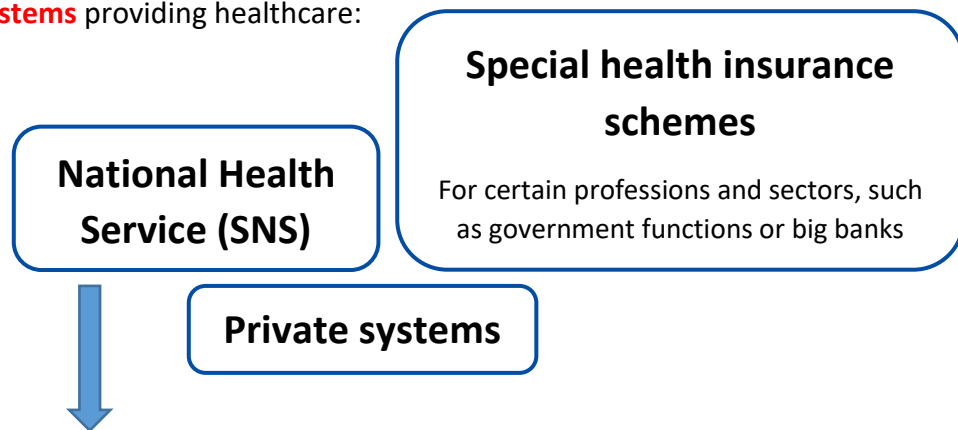 providing healthcare:
Special health insurance
schemes
For certain professions and sectors, such
as government functions or big banks
National Health
Service (SNS)
Private systems